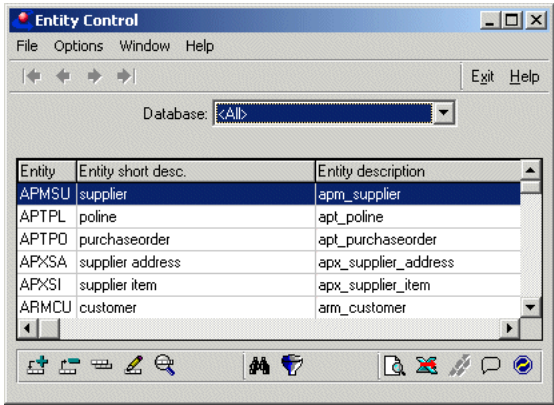 Entity Control
File Options Window Help
Exit Help
Database: <All>
Entity Entity short desc. Entity description
APMSU supplier apm_supplier
APTPL poline apt_poline
APTPO purchaseorder apt_purchaseorder
APXSA supplier address apx_supplier_address
APXSI supplier item apx_supplier_item
ARMCU customer arm_customer